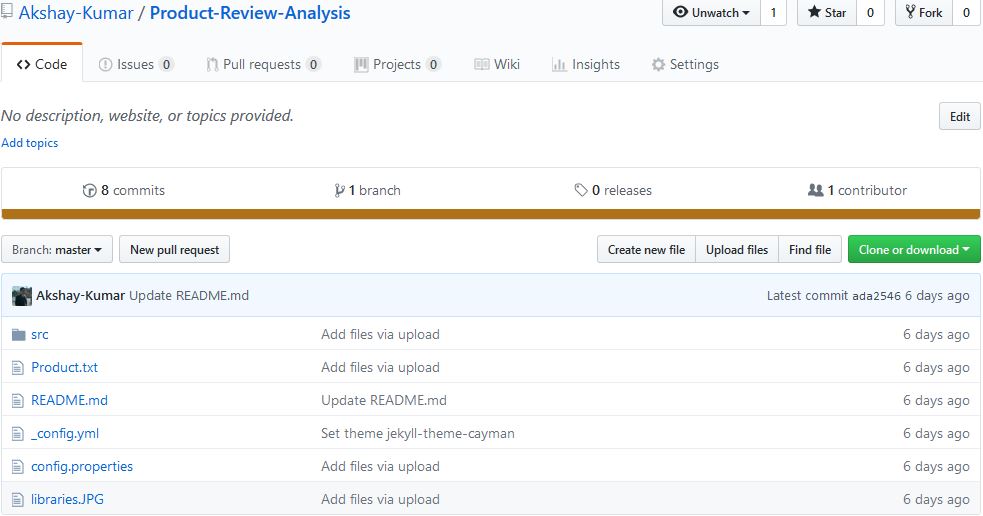 Akshay-Kumar / Product-Review-Analysis Unwatch 1 Star 0 Fork 0
Code Issues 0 Pull requests 0 Projects 0 Wiki Insights Settings
No description, website, or topics provided. Edit
Add topics
8 commits 1 branch 0 releases 1 contributor
Branch: master New pull request Create new file Upload files Find file Clone or download
Akshay-Kumar Update README.md Latest commit ada2546 6 days ago
src Add files via upload 6 days ago
Product.txt Add files via upload 6 days ago
README.md Update README.md 6 days ago
_config.yml Set theme jekyll-theme-cayman 6 days ago
config.properties Add files via upload 6 days ago
libraries.JPG Add files via upload 6 days ago